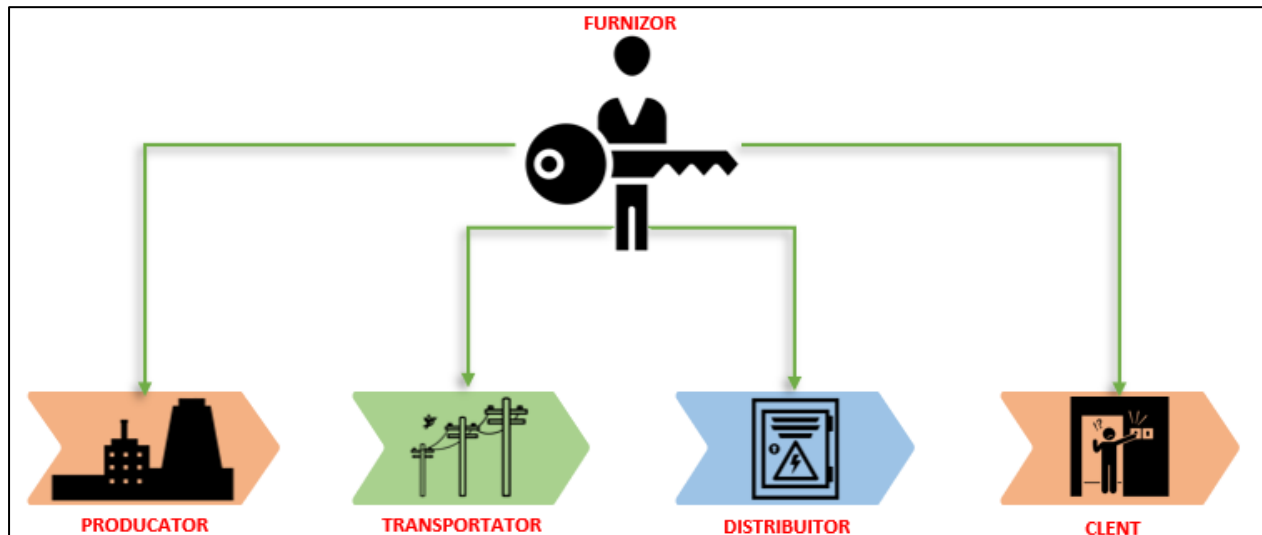 FURNIZOR
PRODUCATOR
TRANSPORTATOR
DISTRIBUITOR
CLENT